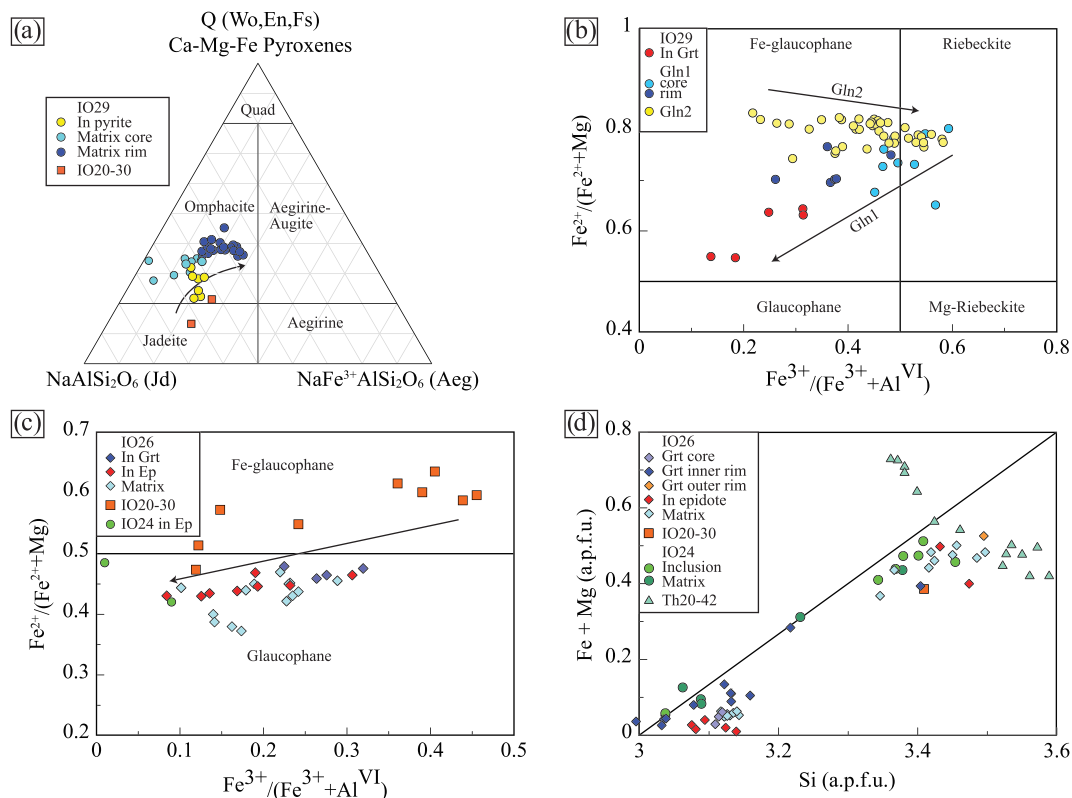 (a)
Q (Wo,En,Fs)
Ca-Mg-Fe Pyroxenes
IO29
In pyrite
Matrix core
Matrix rim
IO20-30
Quad
Omphacite
Aegirine-
Augite
Jadeite
Aegirine
NaAlSi₂O₆ (Jd)
NaFe³⁺AlSi₂O₆ (Aeg)
(b)
IO29
In Grt
Gln1
core
rim
Gln2
Fe-glaucophane
Riebeckite
Gln2
Gln1
Glaucophane
Mg-Riebeckite
1
0.8
0.6
0.4
0
0.2
0.4
0.6
0.8
Fe²⁺/(Fe²⁺+Mg)
Fe³⁺/(Fe³⁺+Al^VI)
(c)
IO26
In Grt
In Ep
Matrix
IO20-30
IO24 in Ep
Fe-glaucophane
Glaucophane
0.7
0.6
0.5
0.4
0.3
0.2
0
0.1
0.2
0.3
0.4
0.5
Fe²⁺/(Fe²⁺+Mg)
Fe³⁺/(Fe³⁺+Al^VI)
(d)
IO26
Grt core
Grt inner rim
Grt outer rim
In epidote
Matrix
IO20-30
IO24
Inclusion
Matrix
Th20-42
0.8
0.6
0.4
0.2
0
3
3.2
3.4
3.6
Fe + Mg (a.p.f.u.)
Si (a.p.f.u.)